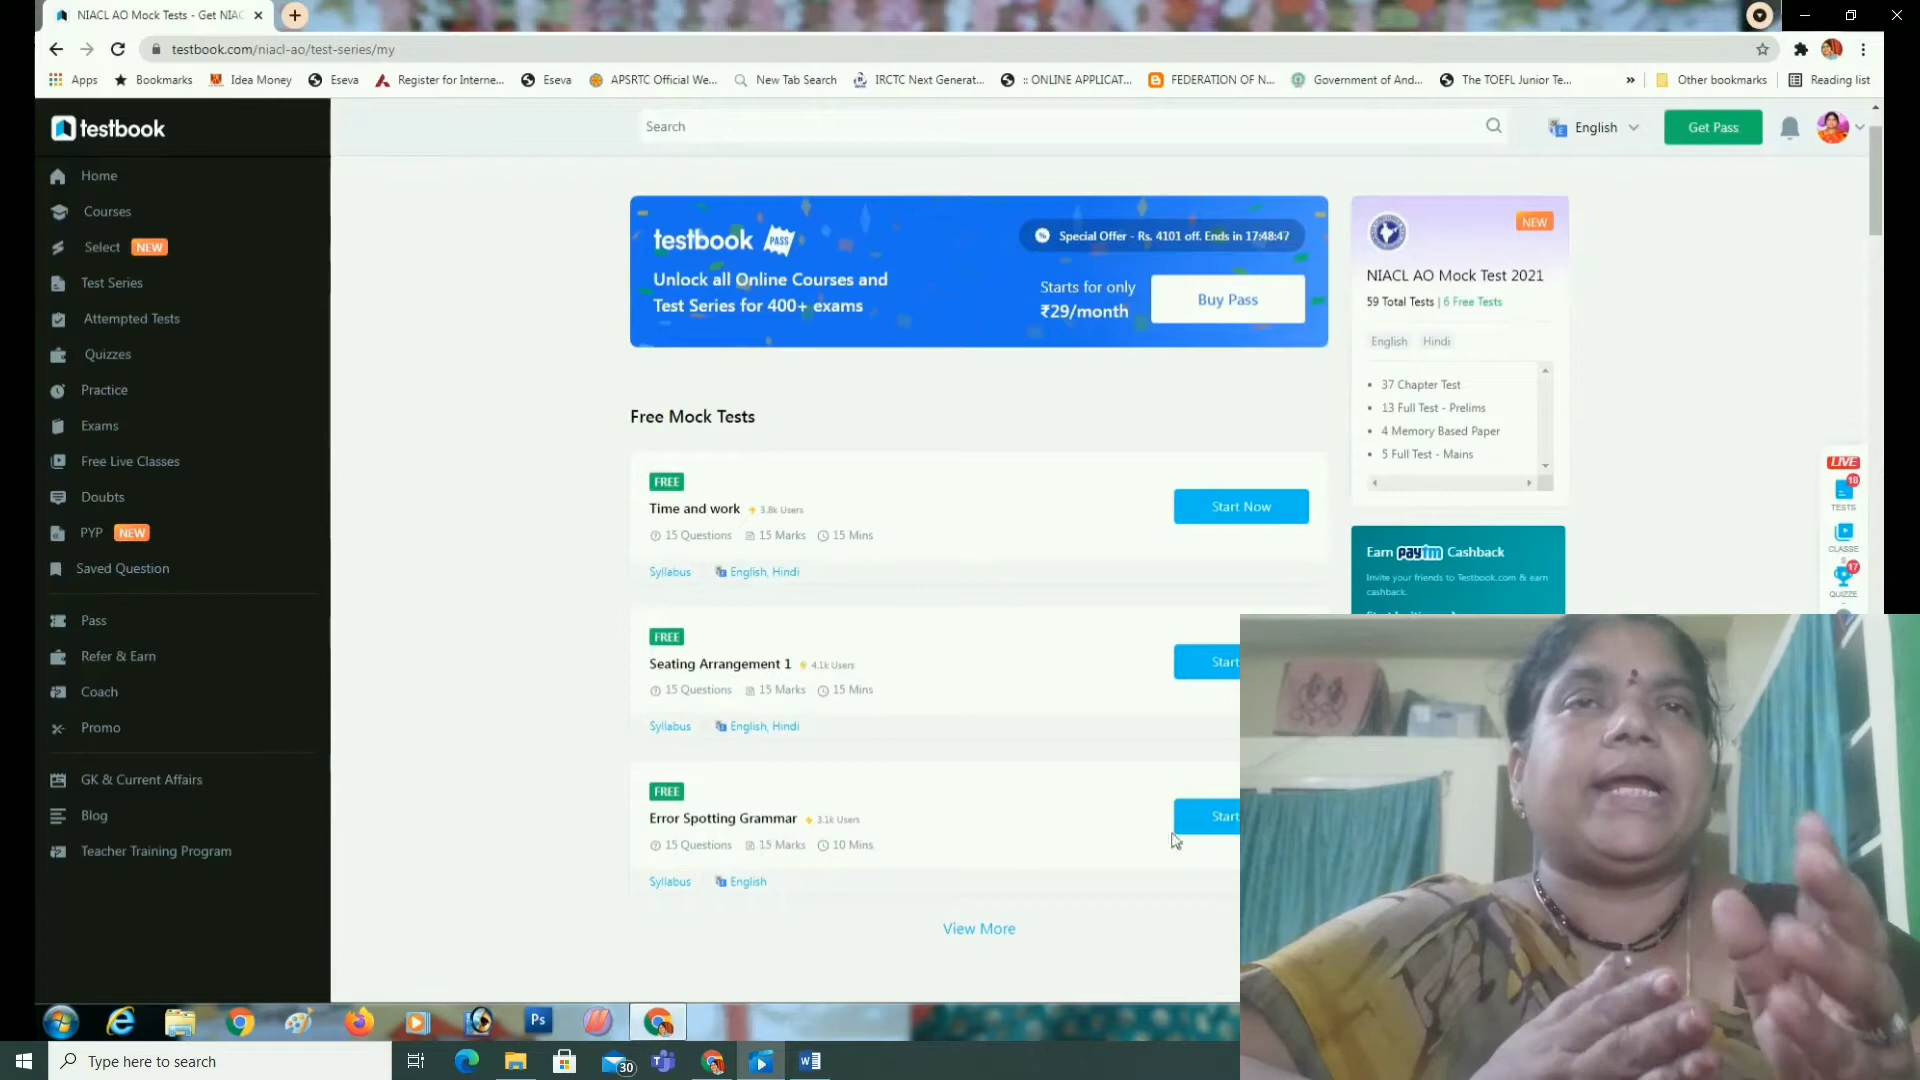 NIACL AO Mock Tests - Get NIAC
testbook.com/niacl-ao/test-series/my
Apps
Bookmarks
Idea Money
Eseva
Register for Interne...
Eseva
APSRTC Official We...
New Tab Search
IRCTC Next Generat...
:: ONLINE APPLICAT...
FEDERATION OF N...
Government of And...
The TOEFL Junior Te...
»
Other bookmarks
Reading list
testbook
Search
English
Get Pass
Home
Courses
Select NEW
Test Series
Attempted Tests
Quizzes
Practice
Exams
Free Live Classes
Doubts
PYP NEW
Saved Question
Pass
Refer & Earn
Coach
Promo
GK & Current Affairs
Blog
Teacher Training Program
testbook PASS
Unlock all Online Courses and
Test Series for 400+ exams
Special Offer - Rs. 4101 off. Ends in 17:48:47
Starts for only
₹29/month
Buy Pass
Free Mock Tests
FREE
Time and work 3.8k Users
15 Questions 15 Marks 15 Mins
Start Now
Syllabus English, Hindi
FREE
Seating Arrangement 1 4.1k Users
15 Questions 15 Marks 15 Mins
Start
Syllabus English, Hindi
FREE
Error Spotting Grammar 3.1k Users
15 Questions 15 Marks 10 Mins
Start
Syllabus English
View More
NEW
NIACL AO Mock Test 2021
59 Total Tests | 6 Free Tests
English Hindi
37 Chapter Test
13 Full Test - Prelims
4 Memory Based Paper
5 Full Test - Mains
Earn paytm Cashback
Invite your friends to Testbook.com & earn
cashback.
LIVE
18
TESTS
CLASSE
S
17
QUIZZE
Ps
Type here to search
30